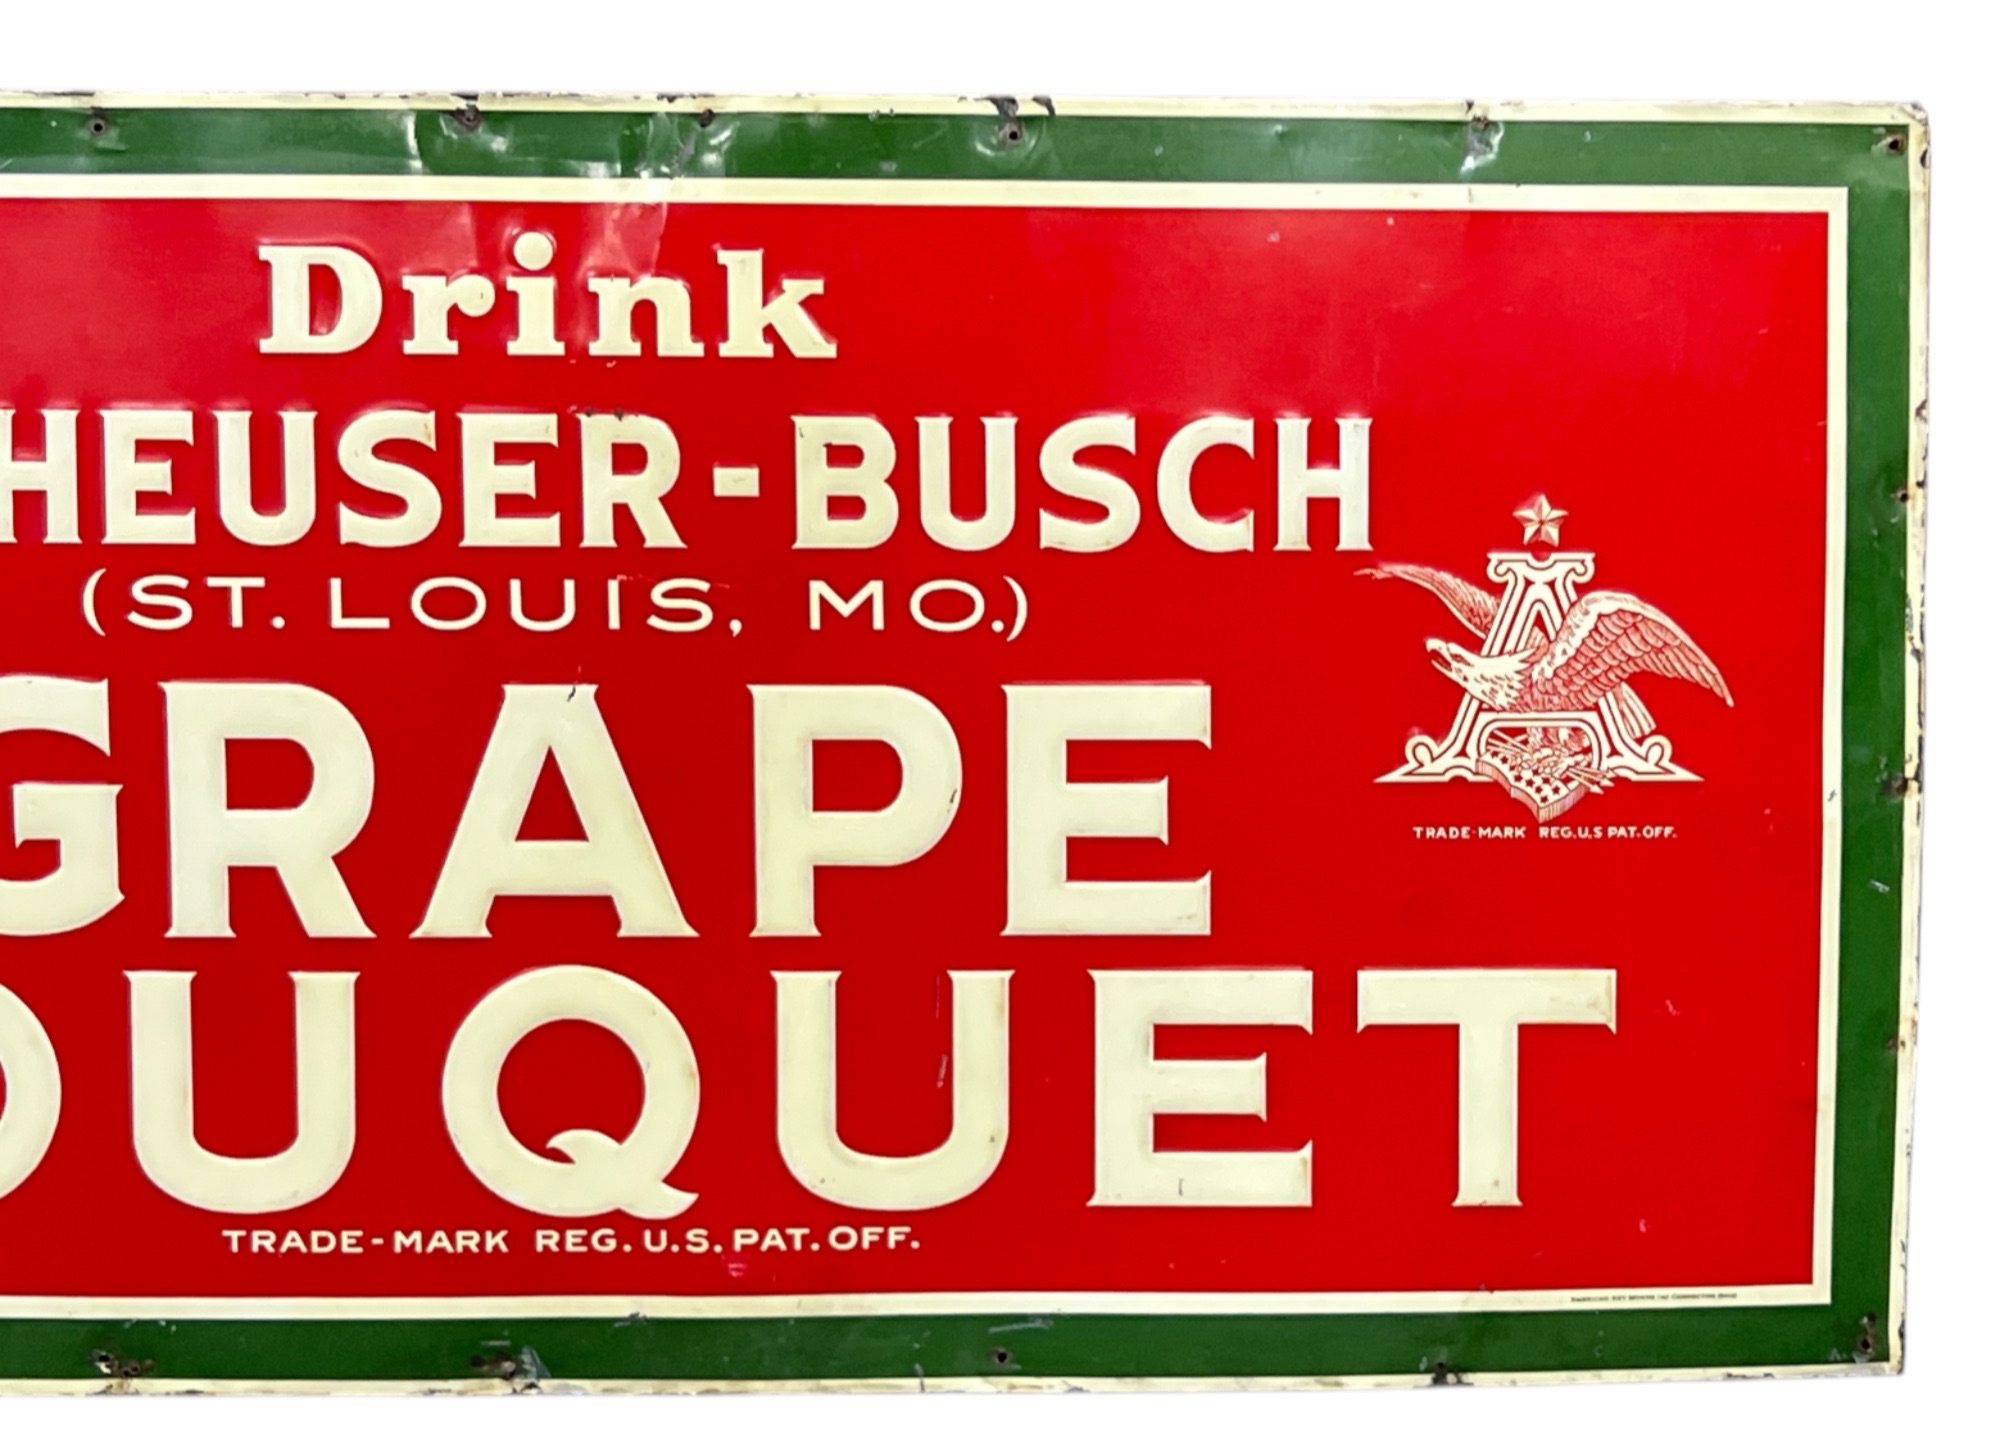 Drink
HEUSER-BUSCH
(ST. LOUIS, MO.)
GRAPE
OUQUET
TRADE-MARK REG. U.S. PAT. OFF.
A
TRADE-MARK REG. U.S PAT. OFF.